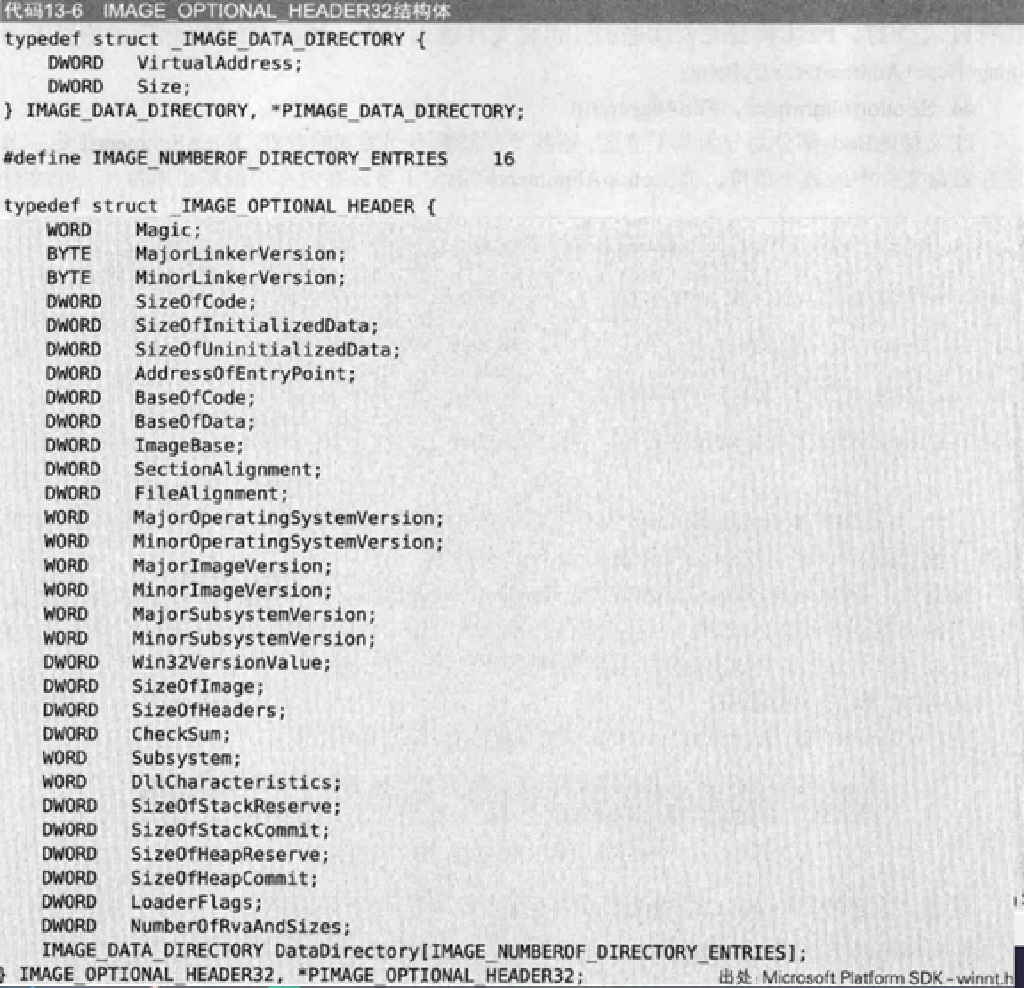 代码13-6 IMAGE_OPTIONAL_HEADER32结构体
typedef struct _IMAGE_DATA_DIRECTORY {
    DWORD   VirtualAddress;
    DWORD   Size;
} IMAGE_DATA_DIRECTORY, *PIMAGE_DATA_DIRECTORY;
#define IMAGE_NUMBEROF_DIRECTORY_ENTRIES    16
typedef struct _IMAGE_OPTIONAL_HEADER {
    WORD    Magic;
    BYTE    MajorLinkerVersion;
    BYTE    MinorLinkerVersion;
    DWORD   SizeOfCode;
    DWORD   SizeOfInitializedData;
    DWORD   SizeOfUninitializedData;
    DWORD   AddressOfEntryPoint;
    DWORD   BaseOfCode;
    DWORD   BaseOfData;
    DWORD   ImageBase;
    DWORD   SectionAlignment;
    DWORD   FileAlignment;
    WORD    MajorOperatingSystemVersion;
    WORD    MinorOperatingSystemVersion;
    WORD    MajorImageVersion;
    WORD    MinorImageVersion;
    WORD    MajorSubsystemVersion;
    WORD    MinorSubsystemVersion;
    DWORD   Win32VersionValue;
    DWORD   SizeOfImage;
    DWORD   SizeOfHeaders;
    DWORD   CheckSum;
    WORD    Subsystem;
    WORD    DllCharacteristics;
    DWORD   SizeOfStackReserve;
    DWORD   SizeOfStackCommit;
    DWORD   SizeOfHeapReserve;
    DWORD   SizeOfHeapCommit;
    DWORD   LoaderFlags;
    DWORD   NumberOfRvaAndSizes;
    IMAGE_DATA_DIRECTORY DataDirectory[IMAGE_NUMBEROF_DIRECTORY_ENTRIES];
} IMAGE_OPTIONAL_HEADER32, *PIMAGE_OPTIONAL_HEADER32;
出处: Microsoft Platform SDK - winnt.h